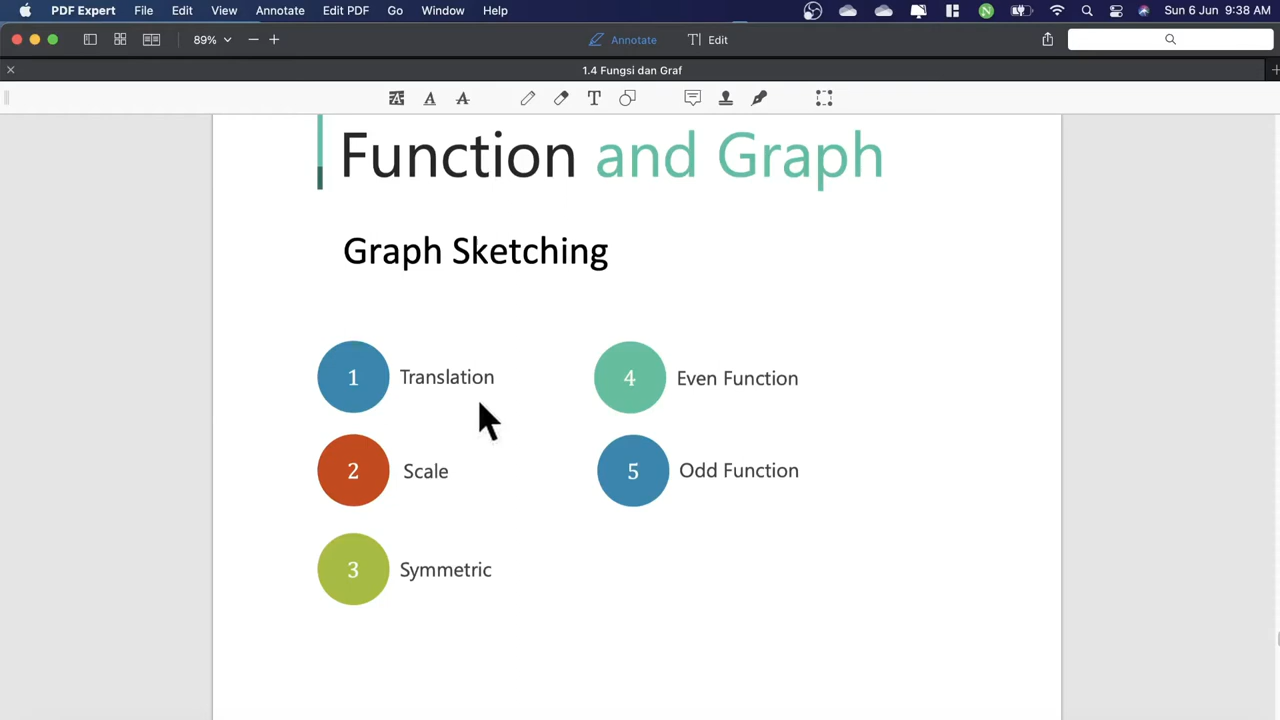 PDF Expert File Edit View Annotate Edit PDF Go Window Help Sun 6 Jun 9:38 AM
89% Annotate T Edit
1.4 Fungsi dan Graf
Function and Graph
Graph Sketching
1 Translation
4 Even Function
2 Scale
5 Odd Function
3 Symmetric